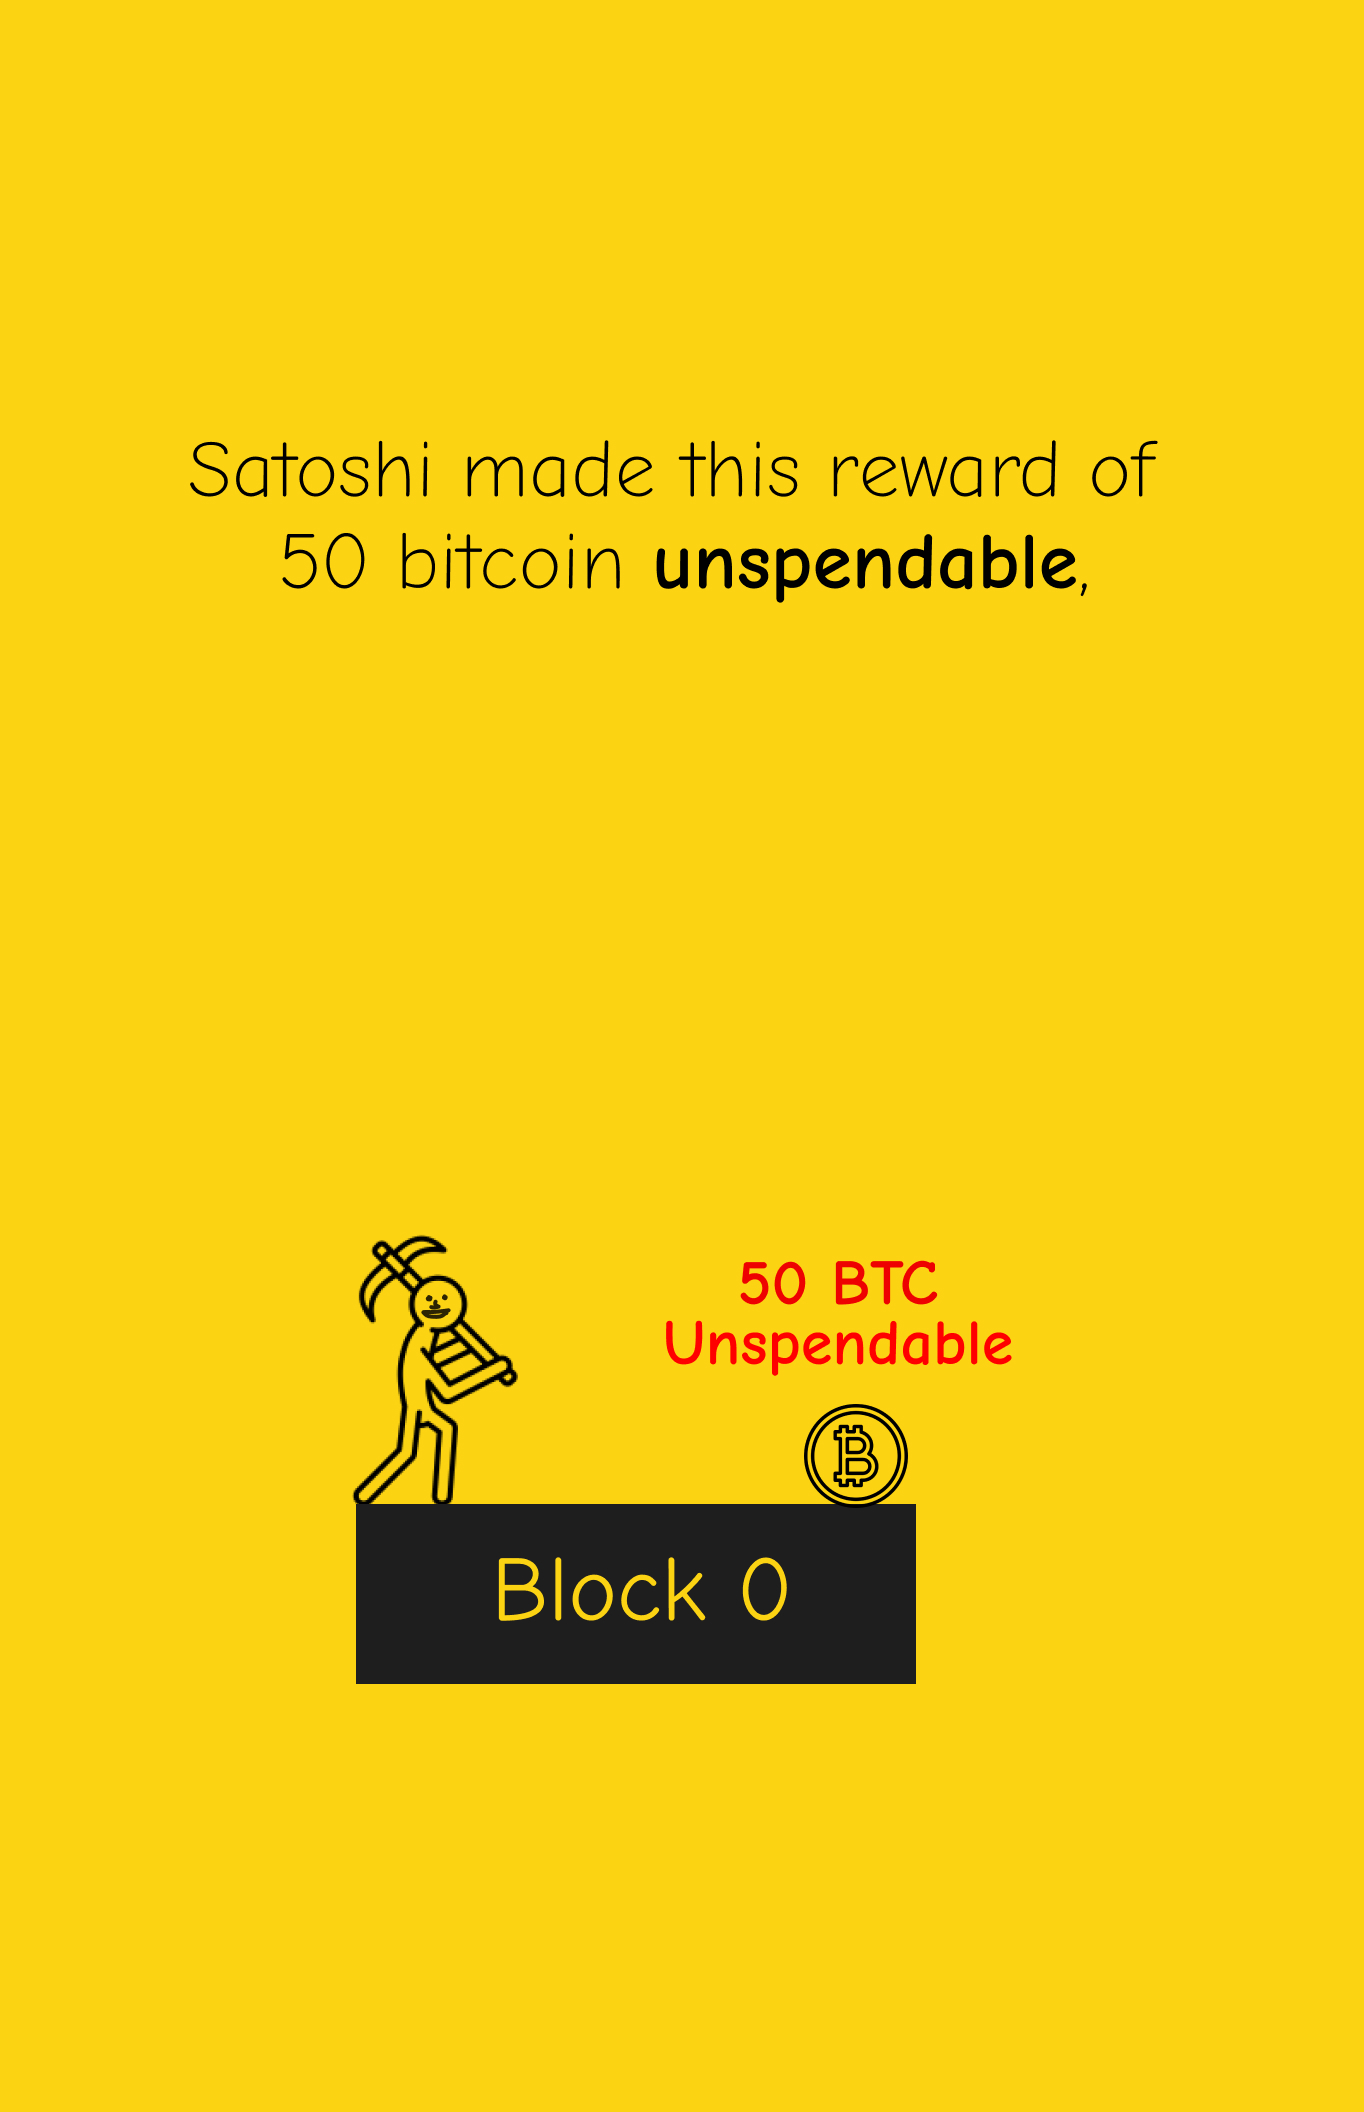 Satoshi made this reward of
50 bitcoin unspendable,
50 BTC
Unspendable
Block 0